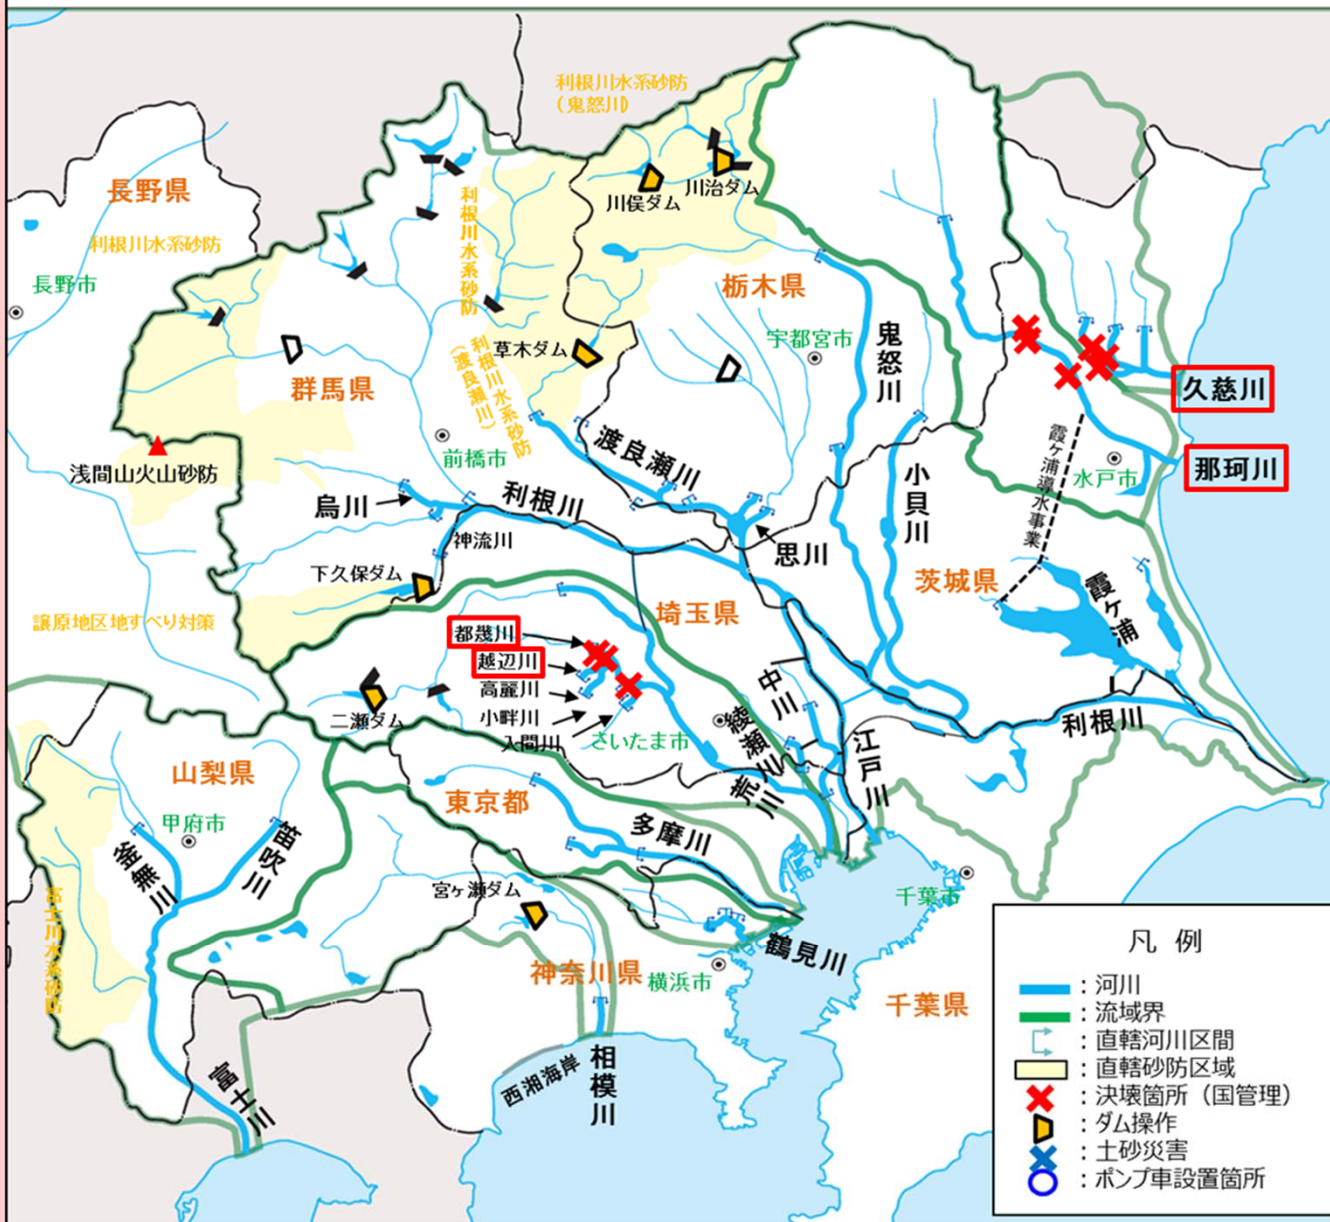 利根川水系砂防
(鬼怒川)
長野県
利根川水系砂防
長野市
利根川水系砂防
川俣ダム
川治ダム
栃木県
宇都宮市
鬼怒川
草木ダム
利根川水系砂防
(渡良瀬川)
群馬県
前橋市
浅間山火山砂防
渡良瀬川
小貝川
久慈川
那珂川
水戸市
霞ヶ浦導水事業
烏川
利根川
神流川
思川
下久保ダム
茨城県
霞ヶ浦
埼玉県
譲原地区地すべり対策
都幾川
越辺川
高麗川
小畔川
入間川
二瀬ダム
さいたま市
綾瀬川
中川
荒川
江戸川
利根川
山梨県
甲府市
釜無川
笛吹川
東京都
多摩川
宮ヶ瀬ダム
鶴見川
千葉市
富士川水系砂防
神奈川県
横浜市
千葉県
富士川
西湘海岸
相模川
凡 例
：河川
：流域界
：直轄河川区間
：直轄砂防区域
：決壊箇所（国管理）
：ダム操作
：土砂災害
：ポンプ車設置箇所